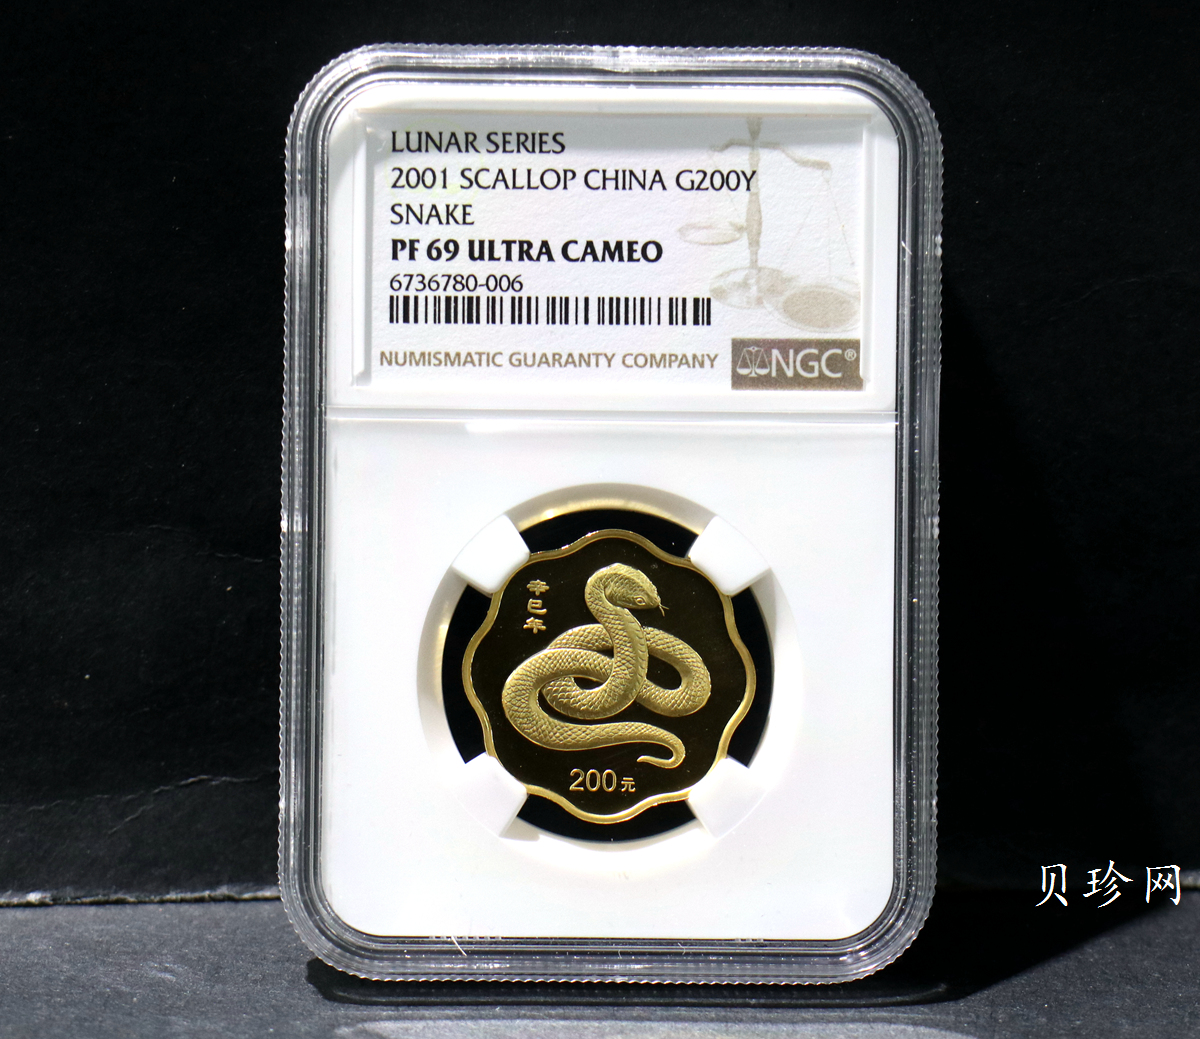 LUNAR SERIES
2001 SCALLOP CHINA G200Y
SNAKE
PF 69 ULTRA CAMEO
6736780-006
NUMISMATIC GUARANTY COMPANY
NGC®
辛巳年
200元
贝珍网